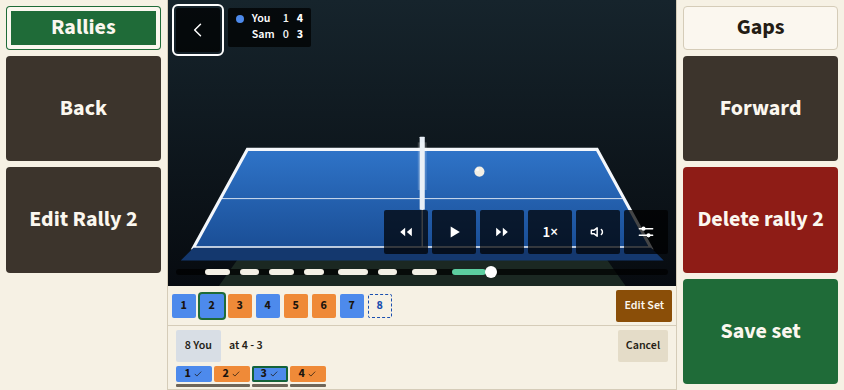 Rallies
Back
Edit Rally 2
You 1 4
Sam 0 3
1×
1 2 3 4 5 6 7 8
Edit Set
8 You at 4 - 3
Cancel
1 ✓ 2 ✓ 3 ✓ 4 ✓
Gaps
Forward
Delete rally 2
Save set